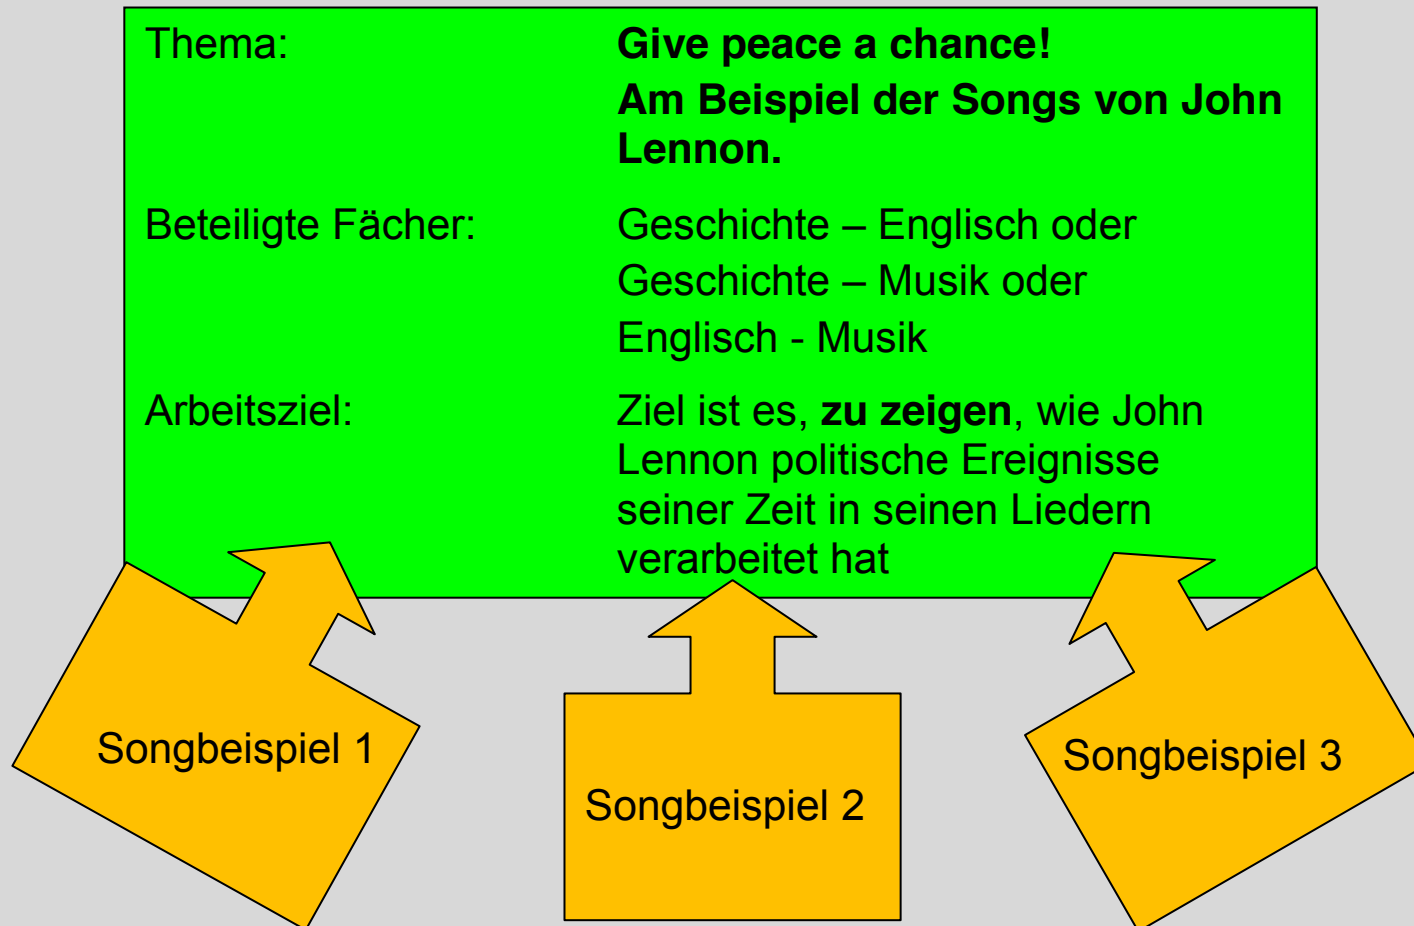 Thema: Give peace a chance!
Am Beispiel der Songs von John
Lennon.
Beteiligte Fächer: Geschichte – Englisch oder
Geschichte – Musik oder
Englisch - Musik
Arbeitsziel: Ziel ist es, zu zeigen, wie John
Lennon politische Ereignisse
seiner Zeit in seinen Liedern
verarbeitet hat
Songbeispiel 1
Songbeispiel 2
Songbeispiel 3